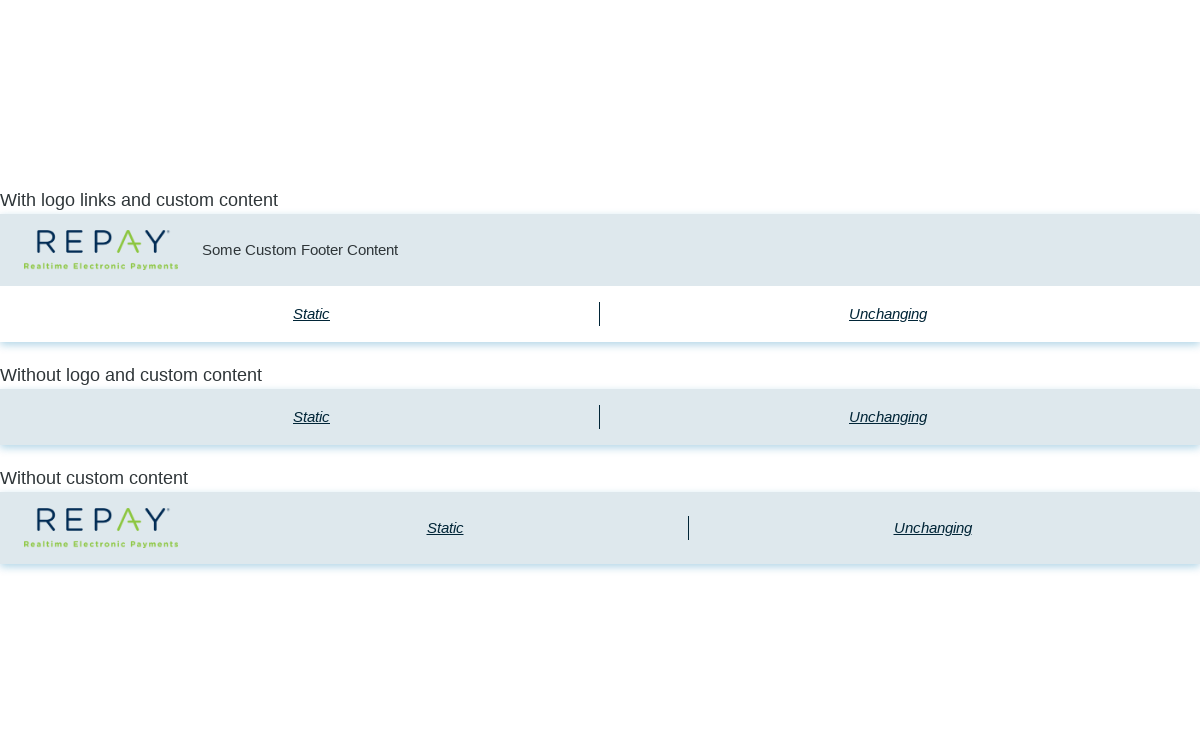 With logo links and custom content
REPAY®
Realtime Electronic Payments
Some Custom Footer Content
Static
Unchanging
Without logo and custom content
Static
Unchanging
Without custom content
REPAY®
Realtime Electronic Payments
Static
Unchanging